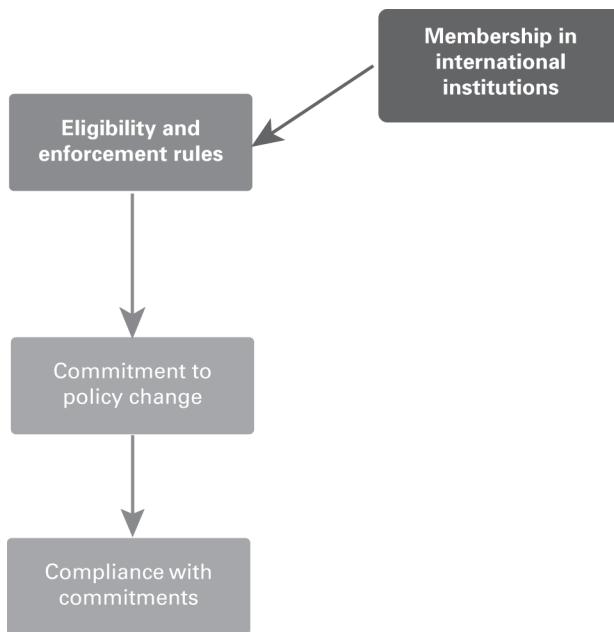 Membership in
international
institutions
Eligibility and
enforcement rules
Commitment to
policy change
Compliance with
commitments